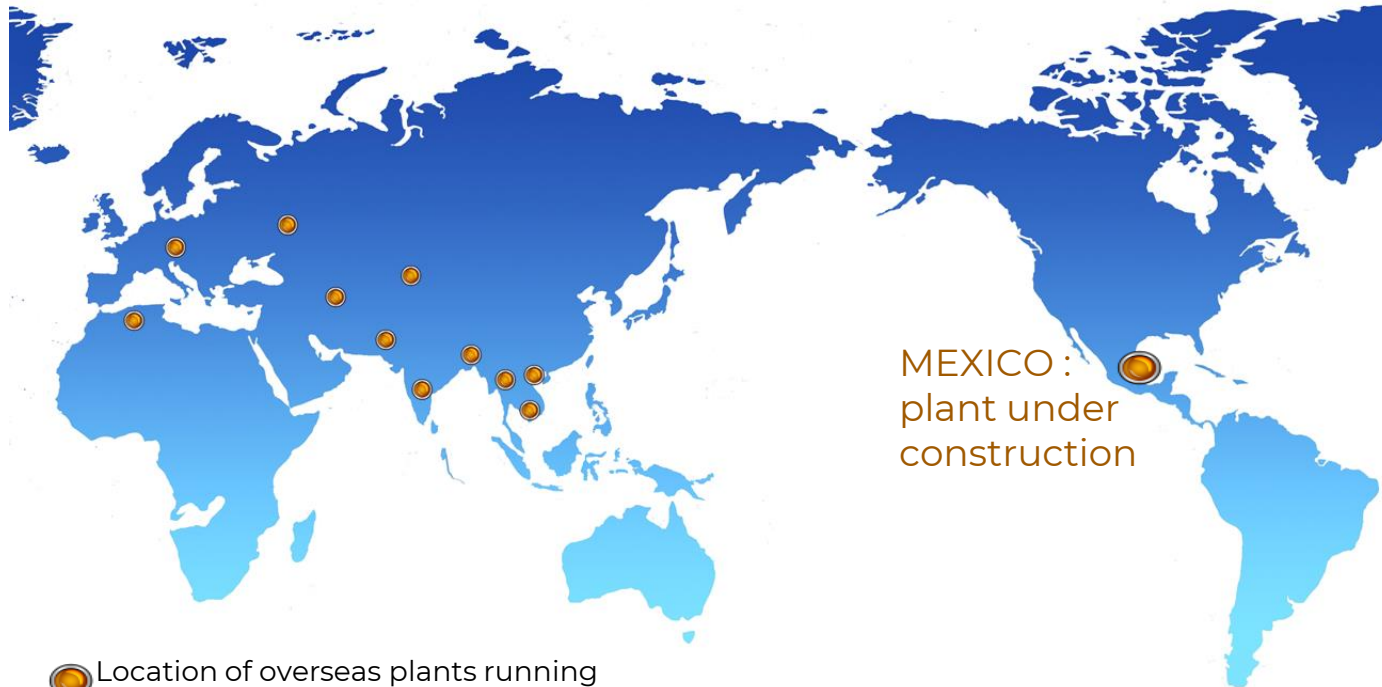 MEXICO :
plant under
construction
Location of overseas plants running